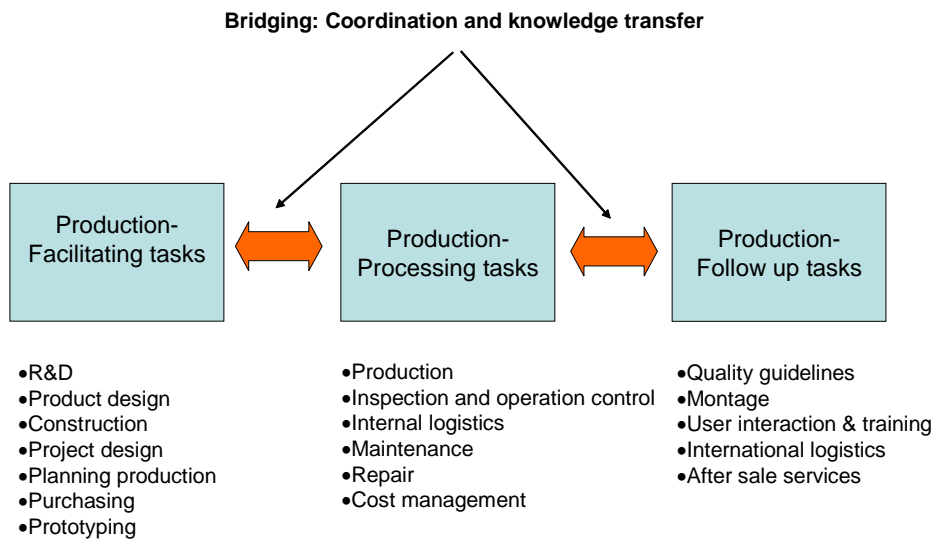 Bridging: Coordination and knowledge transfer
Production-
Facilitating tasks
Production-
Processing tasks
Production-
Follow up tasks
•R&D
•Product design
•Construction
•Project design
•Planning production
•Purchasing
•Prototyping
•Production
•Inspection and operation control
•Internal logistics
•Maintenance
•Repair
•Cost management
•Quality guidelines
•Montage
•User interaction & training
•International logistics
•After sale services